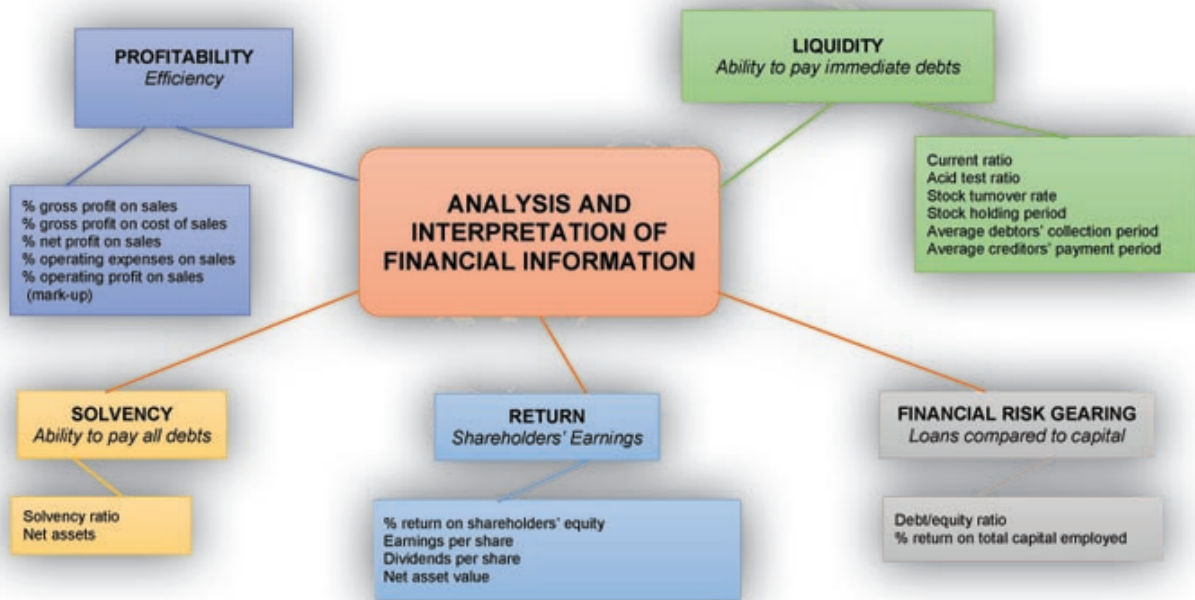 PROFITABILITY
Efficiency
% gross profit on sales
% gross profit on cost of sales
% net profit on sales
% operating expenses on sales
% operating profit on sales
(mark-up)
LIQUIDITY
Ability to pay immediate debts
Current ratio
Acid test ratio
Stock turnover rate
Stock holding period
Average debtors' collection period
Average creditors' payment period
ANALYSIS AND
INTERPRETATION OF
FINANCIAL INFORMATION
SOLVENCY
Ability to pay all debts
Solvency ratio
Net assets
RETURN
Shareholders' Earnings
% return on shareholders' equity
Earnings per share
Dividends per share
Net asset value
FINANCIAL RISK GEARING
Loans compared to capital
Debt/equity ratio
% return on total capital employed